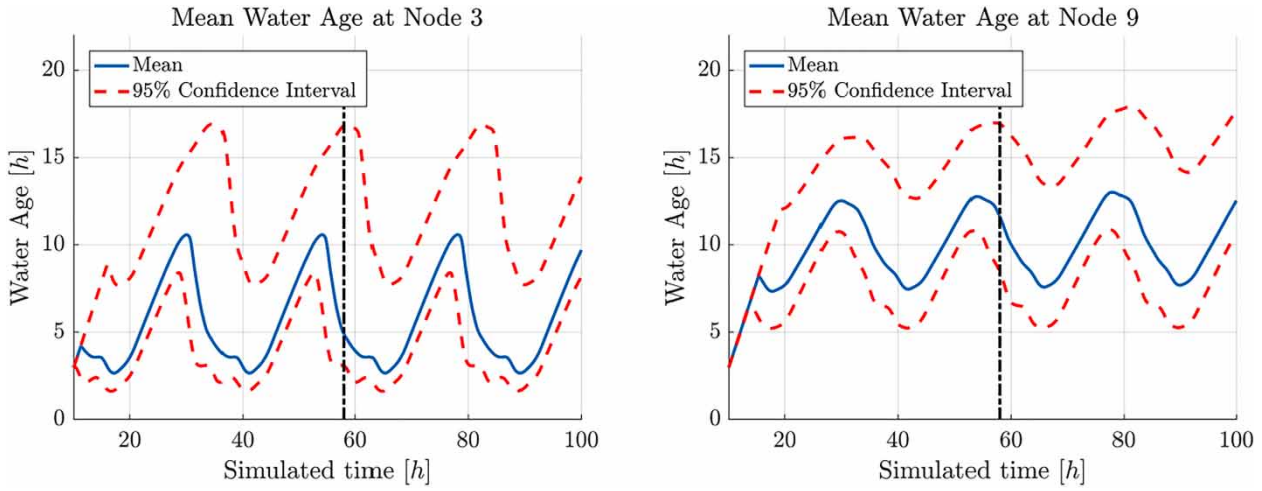 Mean Water Age at Node 3
Mean
95% Confidence Interval
Water Age [h]
20
15
10
5
0
20 40 60 80 100
Simulated time [h]
Mean Water Age at Node 9
Mean
95% Confidence Interval
Water Age [h]
20
15
10
5
0
20 40 60 80 100
Simulated time [h]